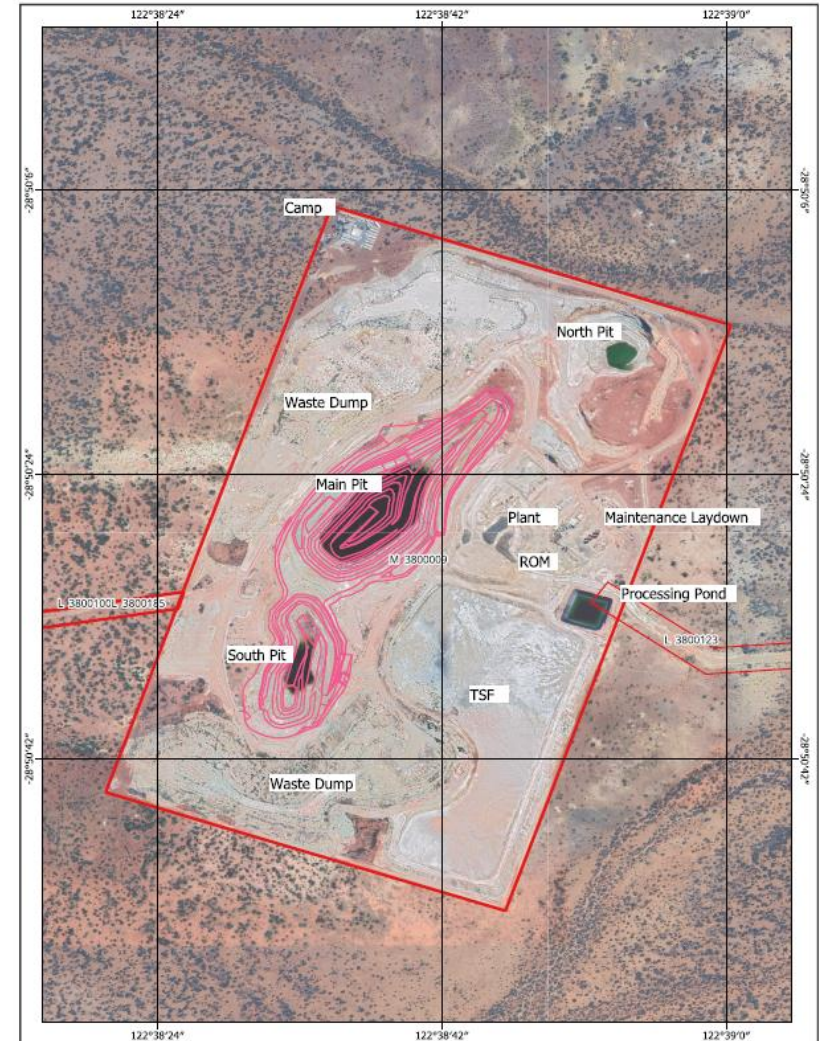 122°38'24"
122°38'42"
122°39'0"
-28°50'6"
-28°50'6"
Camp
North Pit
Waste Dump
-28°50'24"
-28°50'24"
Main Pit
Plant
Maintenance Laydown
M 3800009
ROM
L 3800100L 3800185
Processing Pond
L 3800123
South Pit
TSF
-28°50'42"
-28°50'42"
Waste Dump
122°38'24"
122°38'42"
122°39'0"